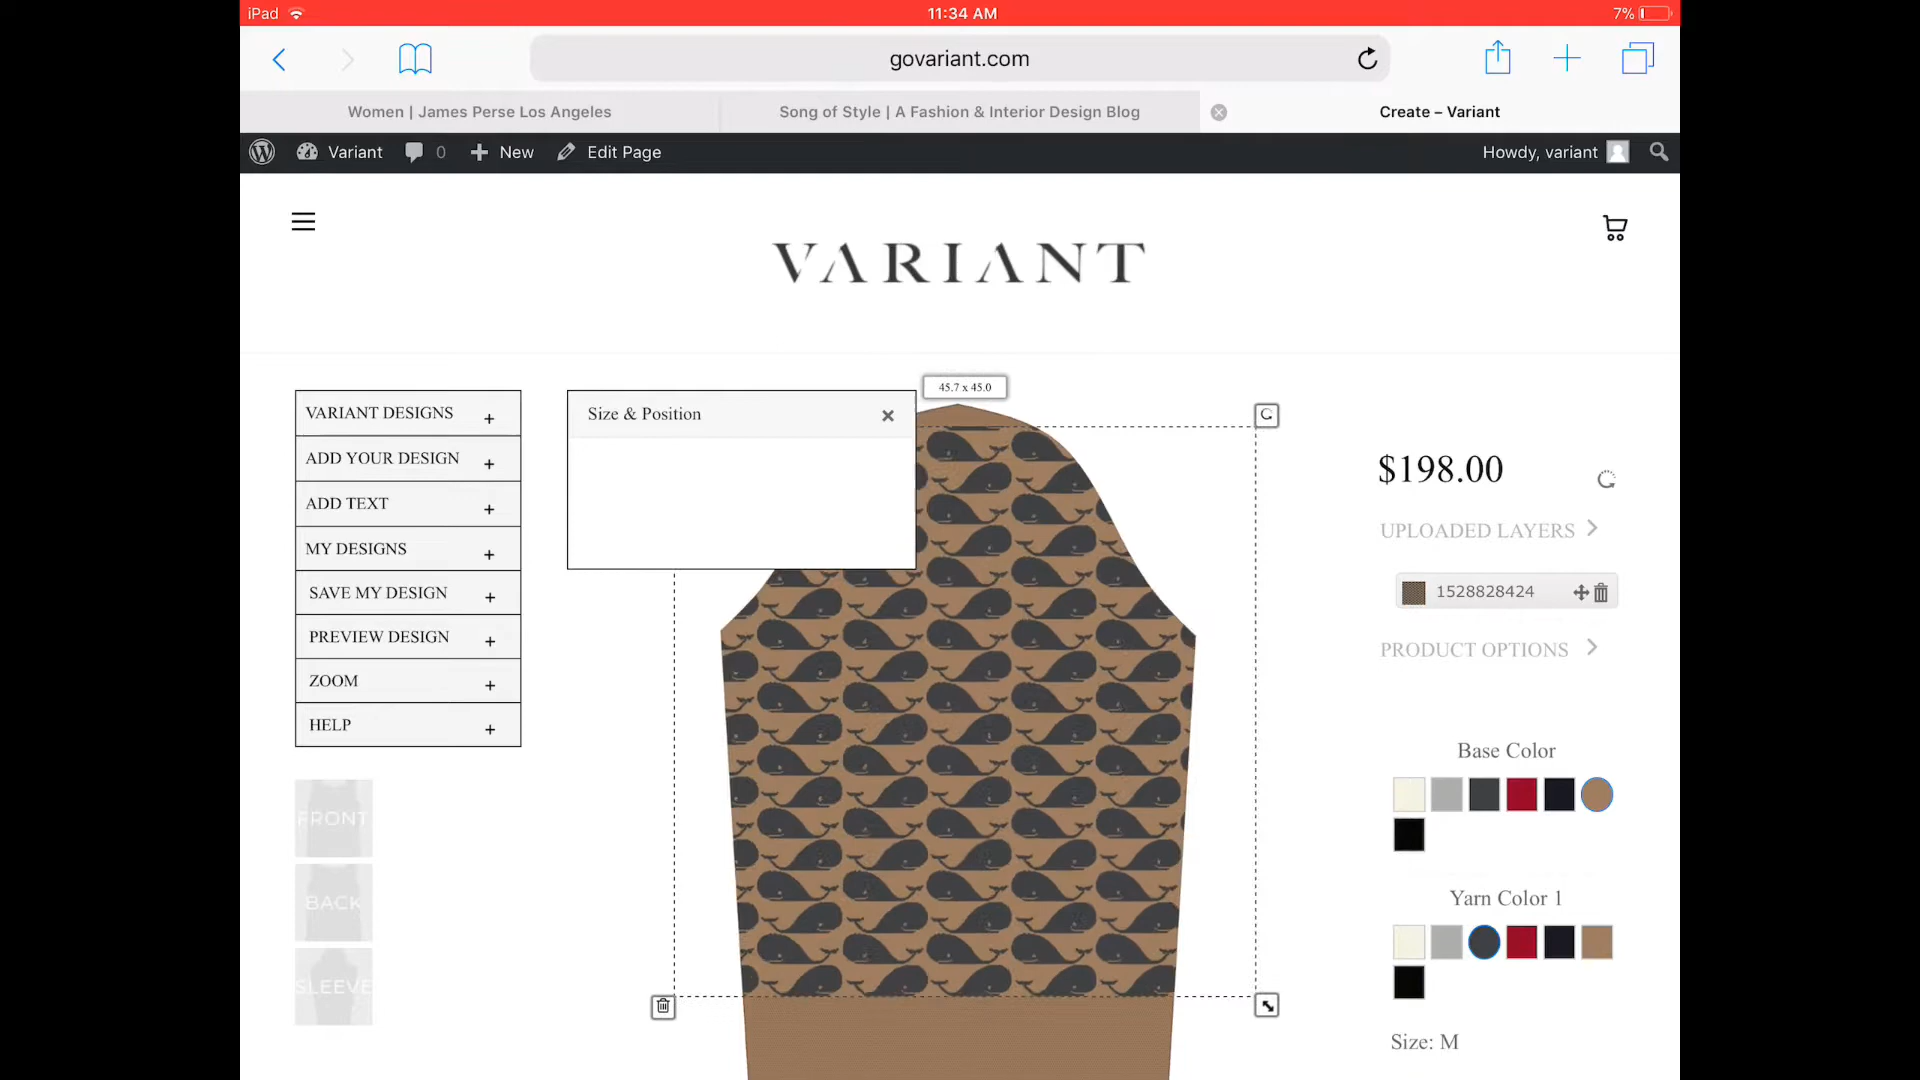 iPad
11:34 AM
7%
govariant.com
Women | James Perse Los Angeles
Song of Style | A Fashion & Interior Design Blog
Create – Variant
Variant
0
New
Edit Page
Howdy, variant
VARIANT
VARIANT DESIGNS +
ADD YOUR DESIGN +
ADD TEXT +
MY DESIGNS +
SAVE MY DESIGN +
PREVIEW DESIGN +
ZOOM +
HELP +
FRONT
BACK
SLEEVE
Size & Position
45.7 x 45.0
$198.00
UPLOADED LAYERS
1528828424
PRODUCT OPTIONS
Base Color
Yarn Color 1
Size: M